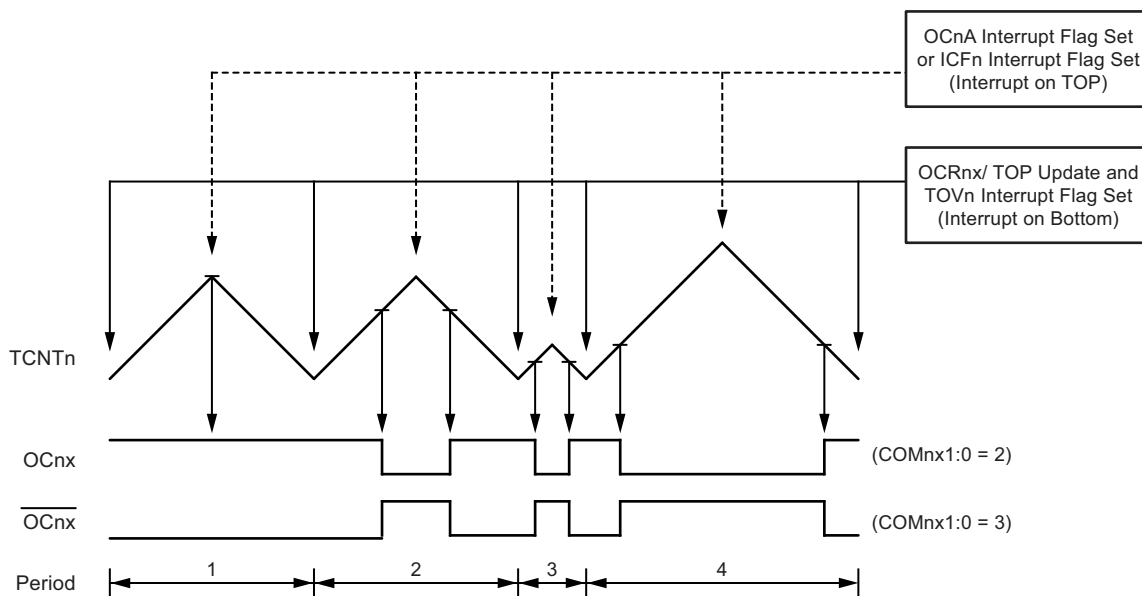 OCnA Interrupt Flag Set
or ICFn Interrupt Flag Set
(Interrupt on TOP)
OCRnx/ TOP Update and
TOVn Interrupt Flag Set
(Interrupt on Bottom)
TCNTn
OCnx
(COMnx1:0 = 2)
OCnx
(COMnx1:0 = 3)
Period
1
2
3
4